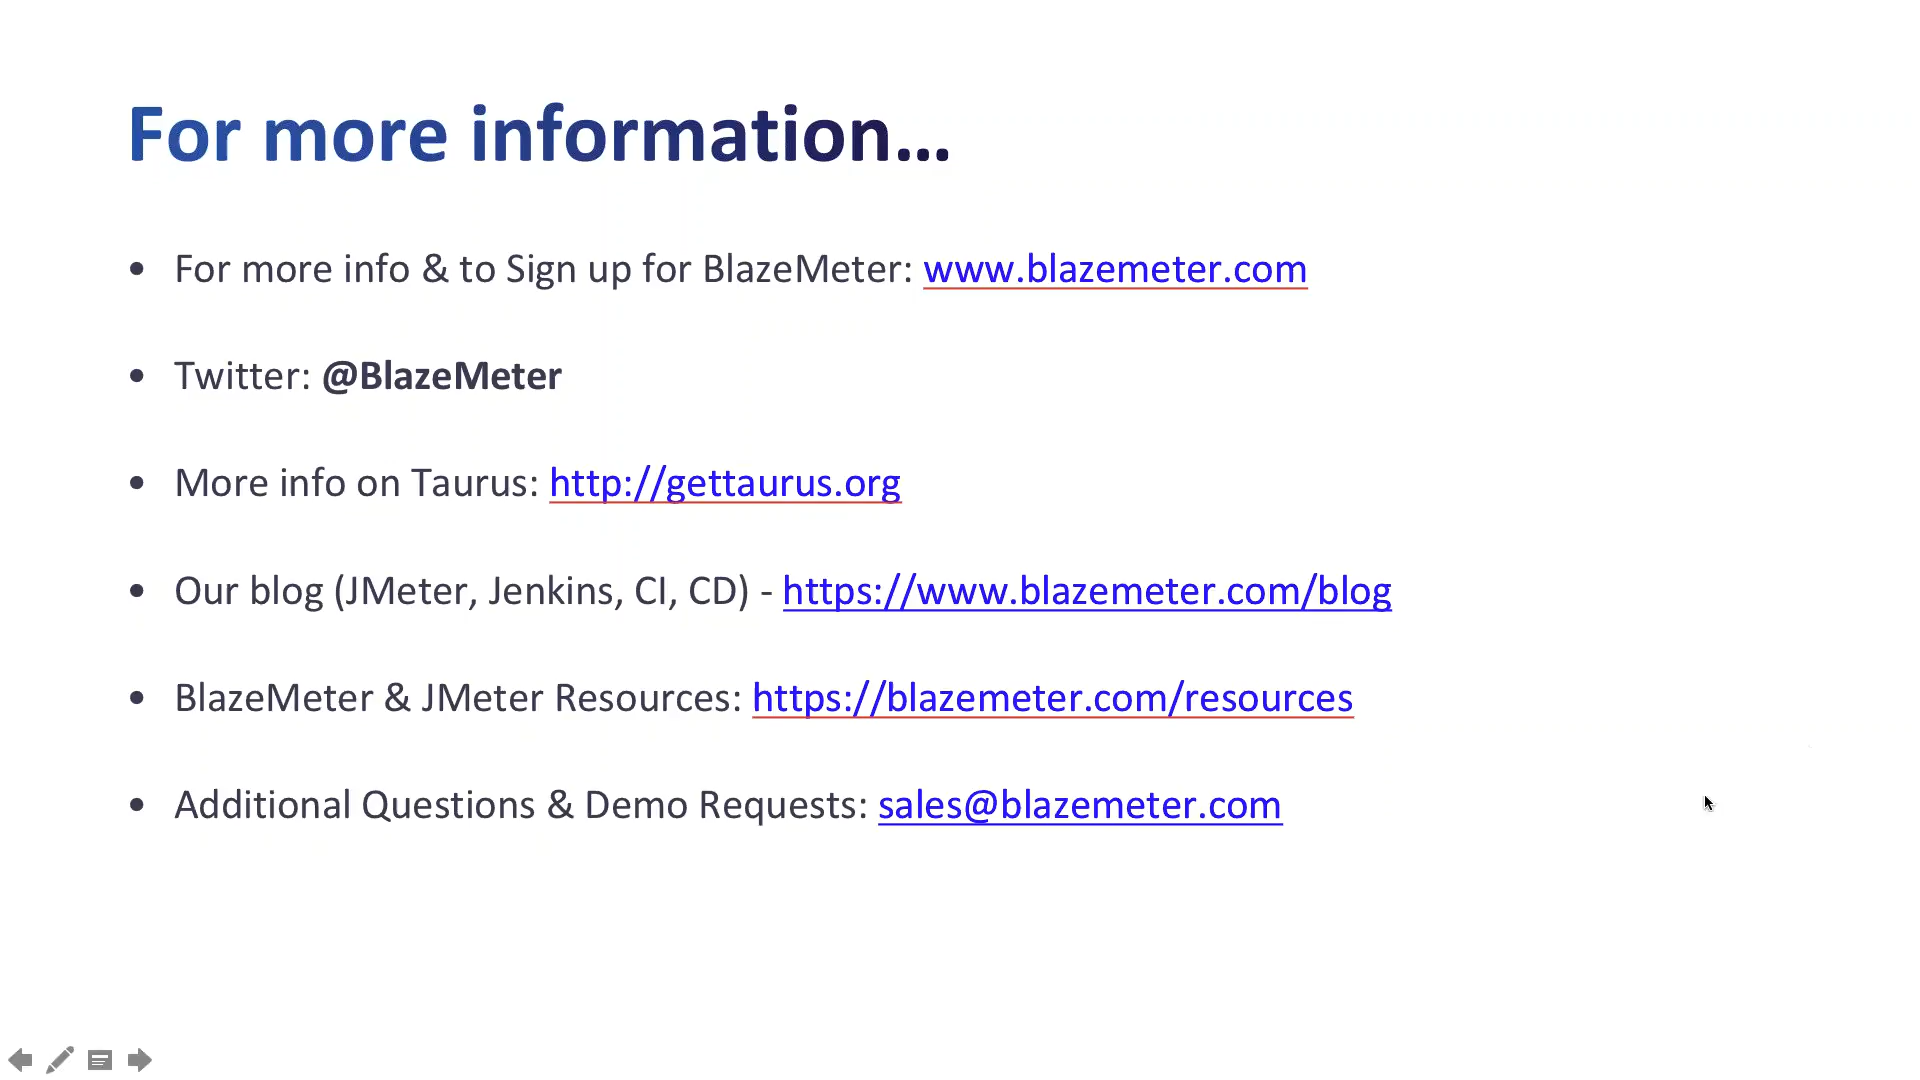 For more information...
• For more info & to Sign up for BlazeMeter: www.blazemeter.com
• Twitter: @BlazeMeter
• More info on Taurus: http://gettaurus.org
• Our blog (JMeter, Jenkins, CI, CD) - https://www.blazemeter.com/blog
• BlazeMeter & JMeter Resources: https://blazemeter.com/resources
• Additional Questions & Demo Requests: sales@blazemeter.com